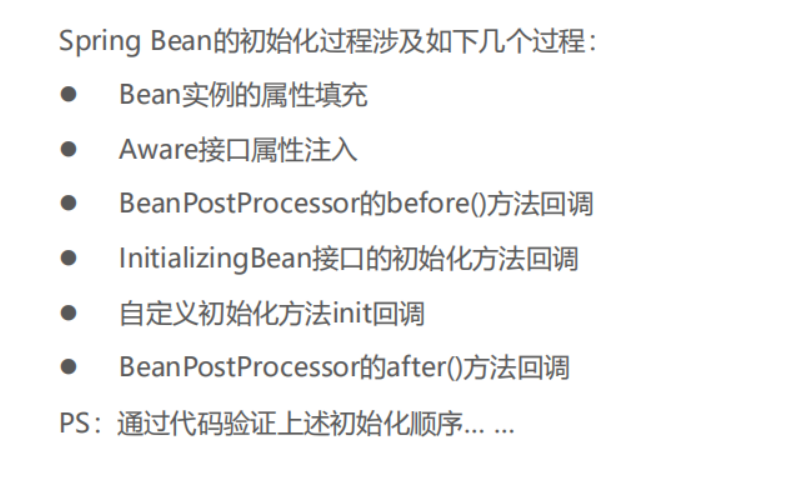 Spring Bean的初始化过程涉及如下几个过程：
● Bean实例的属性填充
● Aware接口属性注入
● BeanPostProcessor的before()方法回调
● InitializingBean接口的初始化方法回调
● 自定义初始化方法init回调
● BeanPostProcessor的after()方法回调
PS：通过代码验证上述初始化顺序… …